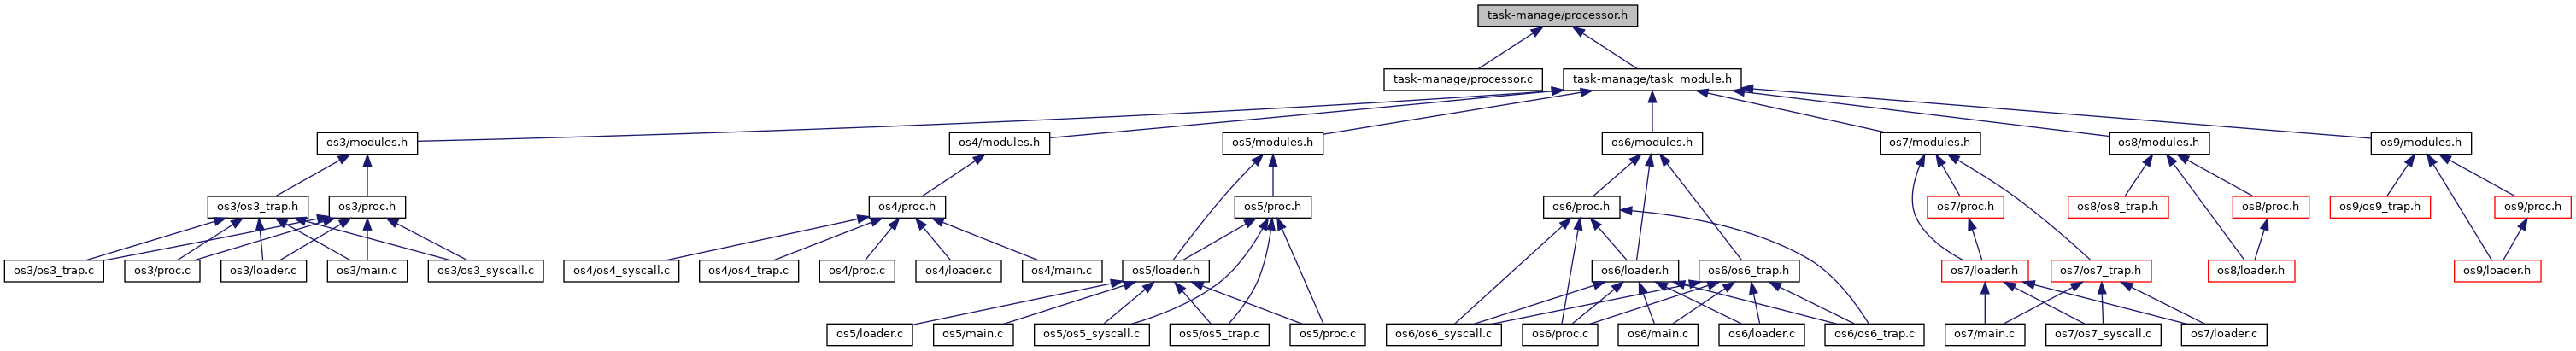 task-manage/processor.h
task-manage/processor.c
task-manage/task_module.h
os3/modules.h
os4/modules.h
os5/modules.h
os6/modules.h
os7/modules.h
os8/modules.h
os9/modules.h
os3/os3_trap.h
os3/proc.h
os4/proc.h
os5/proc.h
os6/proc.h
os7/proc.h
os8/os8_trap.h
os8/proc.h
os9/os9_trap.h
os9/proc.h
os3/os3_trap.c
os3/proc.c
os3/loader.c
os3/main.c
os3/os3_syscall.c
os4/os4_syscall.c
os4/os4_trap.c
os4/proc.c
os4/loader.c
os4/main.c
os5/loader.h
os6/loader.h
os6/os6_trap.h
os7/loader.h
os7/os7_trap.h
os8/loader.h
os9/loader.h
os5/loader.c
os5/main.c
os5/os5_syscall.c
os5/os5_trap.c
os5/proc.c
os6/os6_syscall.c
os6/proc.c
os6/main.c
os6/loader.c
os6/os6_trap.c
os7/main.c
os7/os7_syscall.c
os7/loader.c